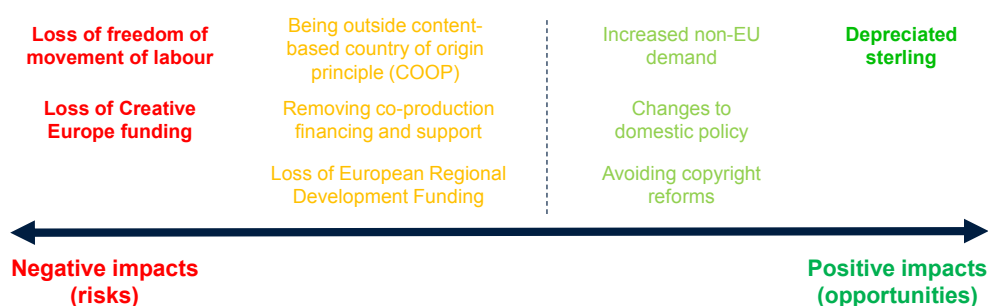 Loss of freedom of
movement of labour
Loss of Creative
Europe funding
Being outside content-
based country of origin
principle (COOP)
Removing co-production
financing and support
Loss of European Regional
Development Funding
Increased non-EU
demand
Changes to
domestic policy
Avoiding copyright
reforms
Depreciated
sterling
Negative impacts
(risks)
Positive impacts
(opportunities)